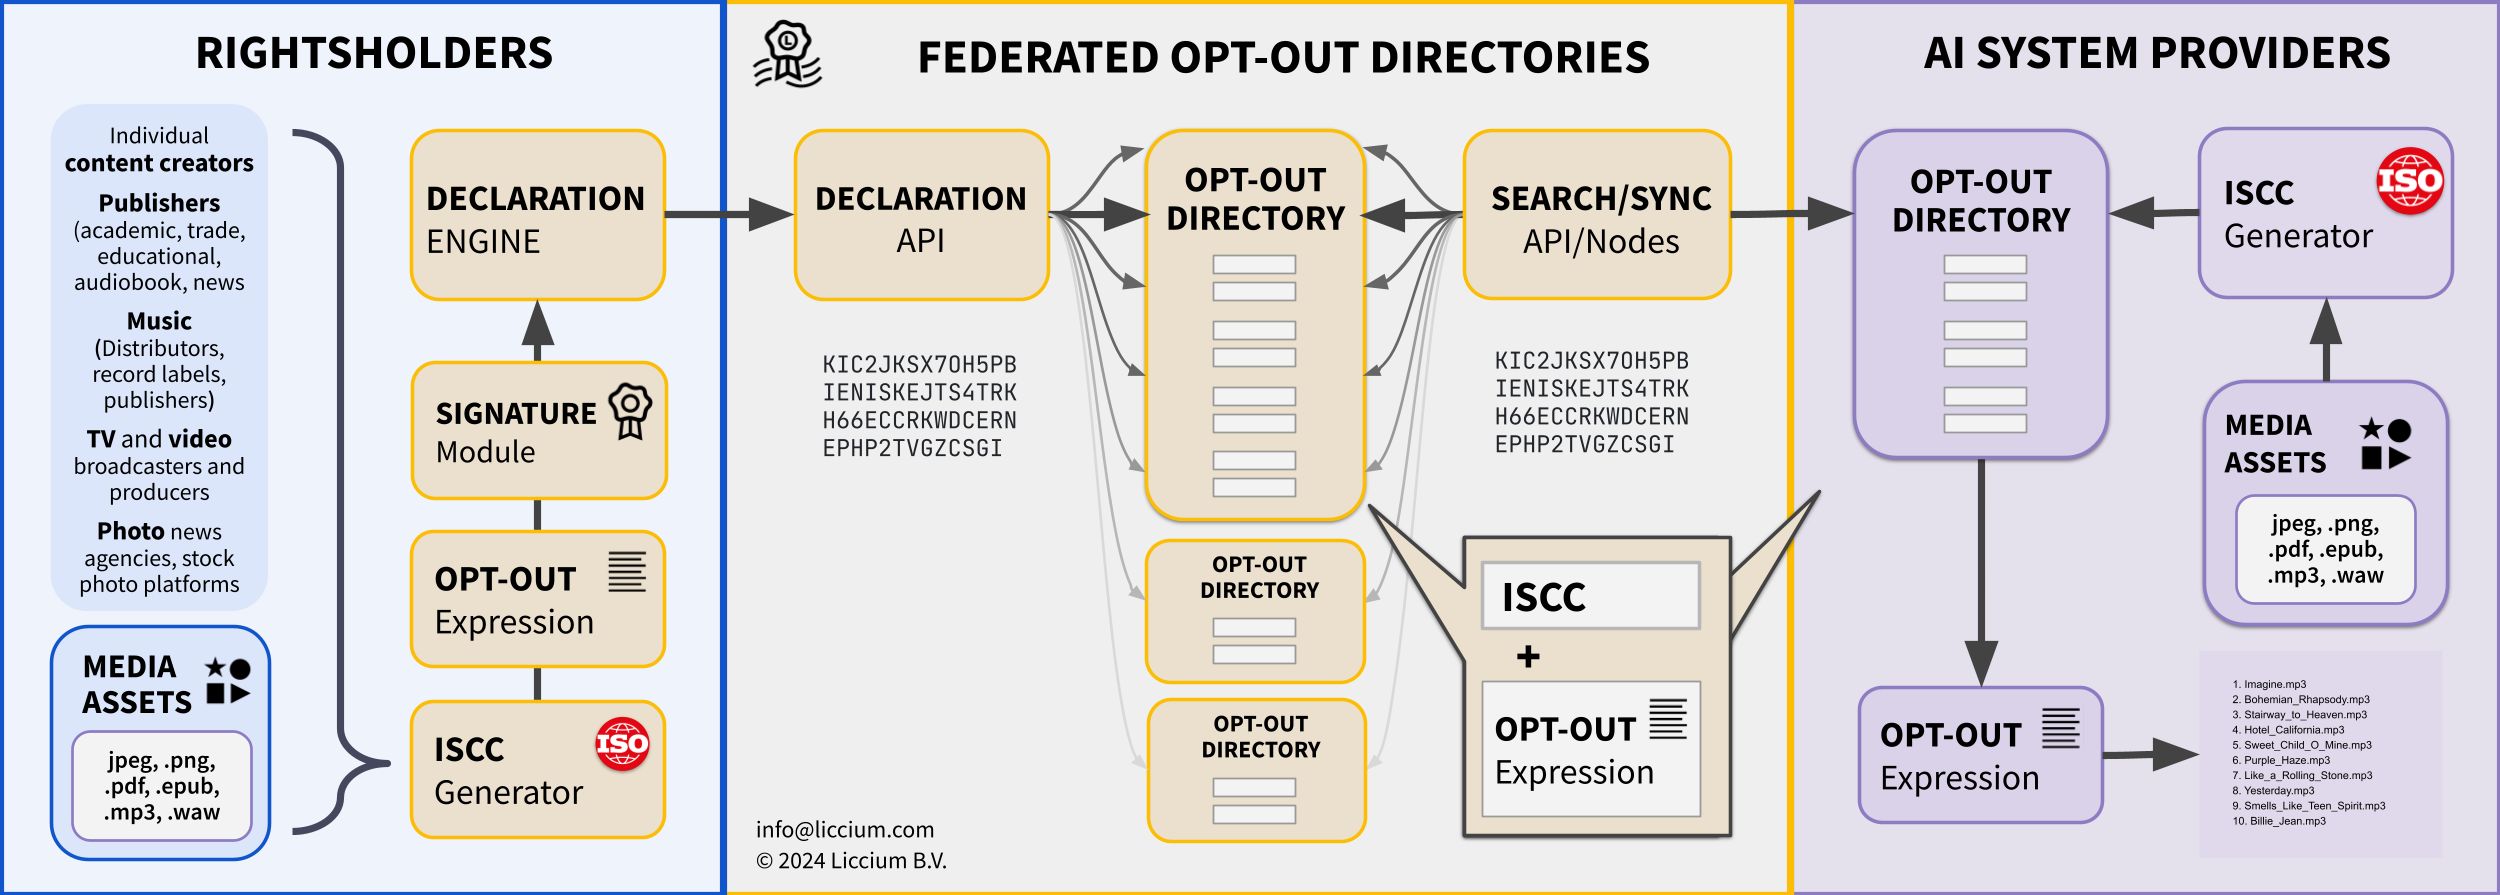 RIGHTSHOLDERS
Individual
content creators
Publishers
(academic, trade,
educational,
audiobook, news
Music
(Distributors,
record labels,
publishers)
TV and video
broadcasters and
producers
Photo news
agencies, stock
photo platforms
MEDIA
ASSETS
jpeg, .png,
.pdf, .epub,
.mp3, .waw
DECLARATION
ENGINE
SIGNATURE
Module
OPT-OUT
Expression
ISCC
Generator
ISO
L
FEDERATED OPT-OUT DIRECTORIES
DECLARATION
API
KIC2JKSX7OH5PB
IENISKEJTS4TRK
H66ECCRKWDCERN
EPHP2TVGZCSGI
OPT-OUT
DIRECTORY
OPT-OUT
DIRECTORY
OPT-OUT
DIRECTORY
SEARCH/SYNC
API/Nodes
KIC2JKSX7OH5PB
IENISKEJTS4TRK
H66ECCRKWDCERN
EPHP2TVGZCSGI
ISCC
+
OPT-OUT
Expression
info@liccium.com
© 2024 Liccium B.V.
AI SYSTEM PROVIDERS
OPT-OUT
DIRECTORY
ISCC
Generator
ISO
MEDIA
ASSETS
jpeg, .png,
.pdf, .epub,
.mp3, .waw
OPT-OUT
Expression
1. Imagine.mp3
2. Bohemian_Rhapsody.mp3
3. Stairway_to_Heaven.mp3
4. Hotel_California.mp3
5. Sweet_Child_O_Mine.mp3
6. Purple_Haze.mp3
7. Like_a_Rolling_Stone.mp3
8. Yesterday.mp3
9. Smells_Like_Teen_Spirit.mp3
10. Billie_Jean.mp3